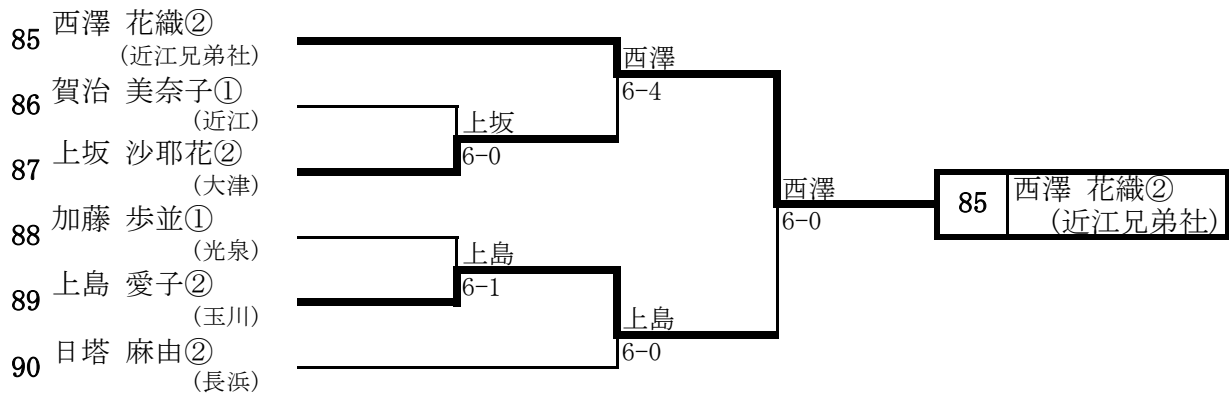 85 西澤 花織②
(近江兄弟社)
86 賀治 美奈子①
(近江)
87 上坂 沙耶花②
(大津)
88 加藤 歩並①
(光泉)
89 上島 愛子②
(玉川)
90 日塔 麻由②
(長浜)
上坂
6-0
上島
6-1
西澤
6-4
上島
6-0
西澤
6-0
85 西澤 花織②
(近江兄弟社)